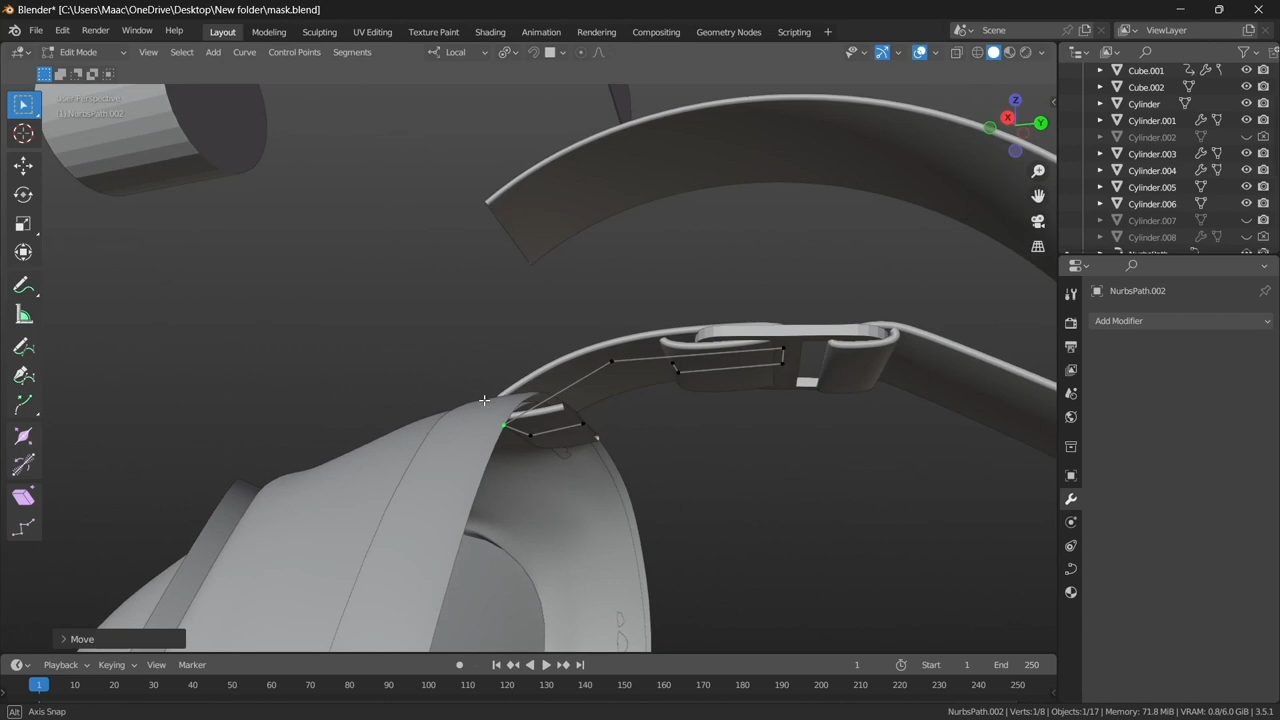 Blender* [C:\Users\Maac\OneDrive\Desktop\New folder\mask.blend]
File Edit Render Window Help Layout Modeling Sculpting UV Editing Texture Paint Shading Animation Rendering Compositing Geometry Nodes Scripting + Scene ViewLayer
Edit Mode View Select Add Curve Control Points Segments Local
User Perspective
(1) NurbsPath.002
Z
X
Y
Cube.001
Cube.002
Cylinder
Cylinder.001
Cylinder.002
Cylinder.003
Cylinder.004
Cylinder.005
Cylinder.006
Cylinder.007
Cylinder.008
NurbsPath.002
Add Modifier
> Move
Playback Keying View Marker 1 Start 1 End 250
1 10 20 30 40 50 60 70 80 90 100 110 120 130 140 150 160 170 180 190 200 210 220 230 240 250
Alt Axis Snap
NurbsPath.002 | Verts:1/8 | Objects:1/17 | Memory: 71.8 MiB | VRAM: 0.8/6.0 GiB | 3.5.1